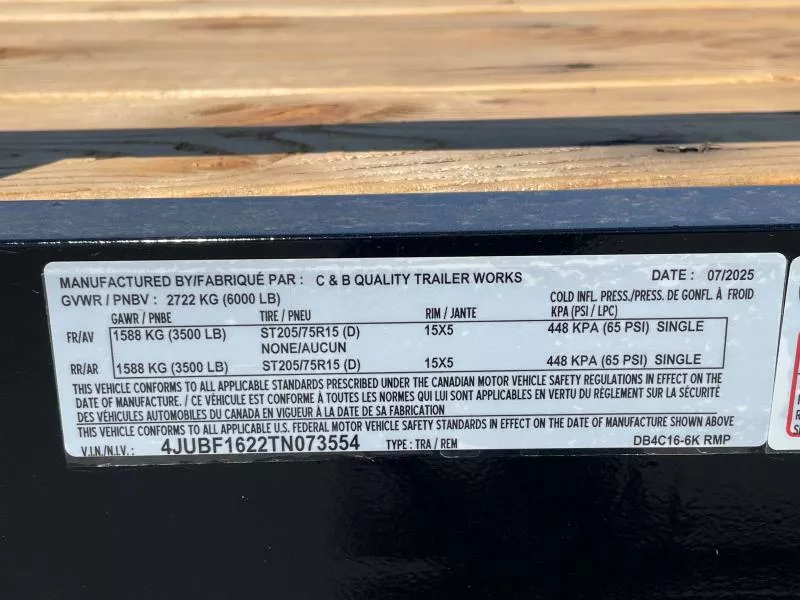 MANUFACTURED BY/FABRIQUÉ PAR : C & B QUALITY TRAILER WORKS DATE : 07/2025
GVWR / PNBV : 2722 KG (6000 LB) COLD INFL. PRESS./PRESS. DE GONFL. À FROID
GAWR / PNBE TIRE / PNEU RIM / JANTE KPA (PSI / LPC)
FR/AV 1588 KG (3500 LB) ST205/75R15 (D) 15X5 448 KPA (65 PSI) SINGLE
NONE/AUCUN
RR/AR 1588 KG (3500 LB) ST205/75R15 (D) 15X5 448 KPA (65 PSI) SINGLE
THIS VEHICLE CONFORMS TO ALL APPLICABLE STANDARDS PRESCRIBED UNDER THE CANADIAN MOTOR VEHICLE SAFETY REGULATIONS IN EFFECT ON THE
DATE OF MANUFACTURE. / CE VÉHICULE EST CONFORME À TOUTES LES NORMES QUI LUI SONT APPLICABLES EN VERTU DU RÈGLEMENT SUR LA SÉCURITÉ
DES VÉHICULES AUTOMOBILES DU CANADA EN VIGUEUR À LA DATE DE SA FABRICATION
THIS VEHICLE CONFORMS TO ALL APPLICABLE U.S. FEDERAL MOTOR VEHICLE SAFETY STANDARDS IN EFFECT ON THE DATE OF MANUFACTURE SHOWN ABOVE
V.I.N./N.I.V. : 4JUBF1622TN073554 TYPE : TRA / REM DB4C16-6K RMP